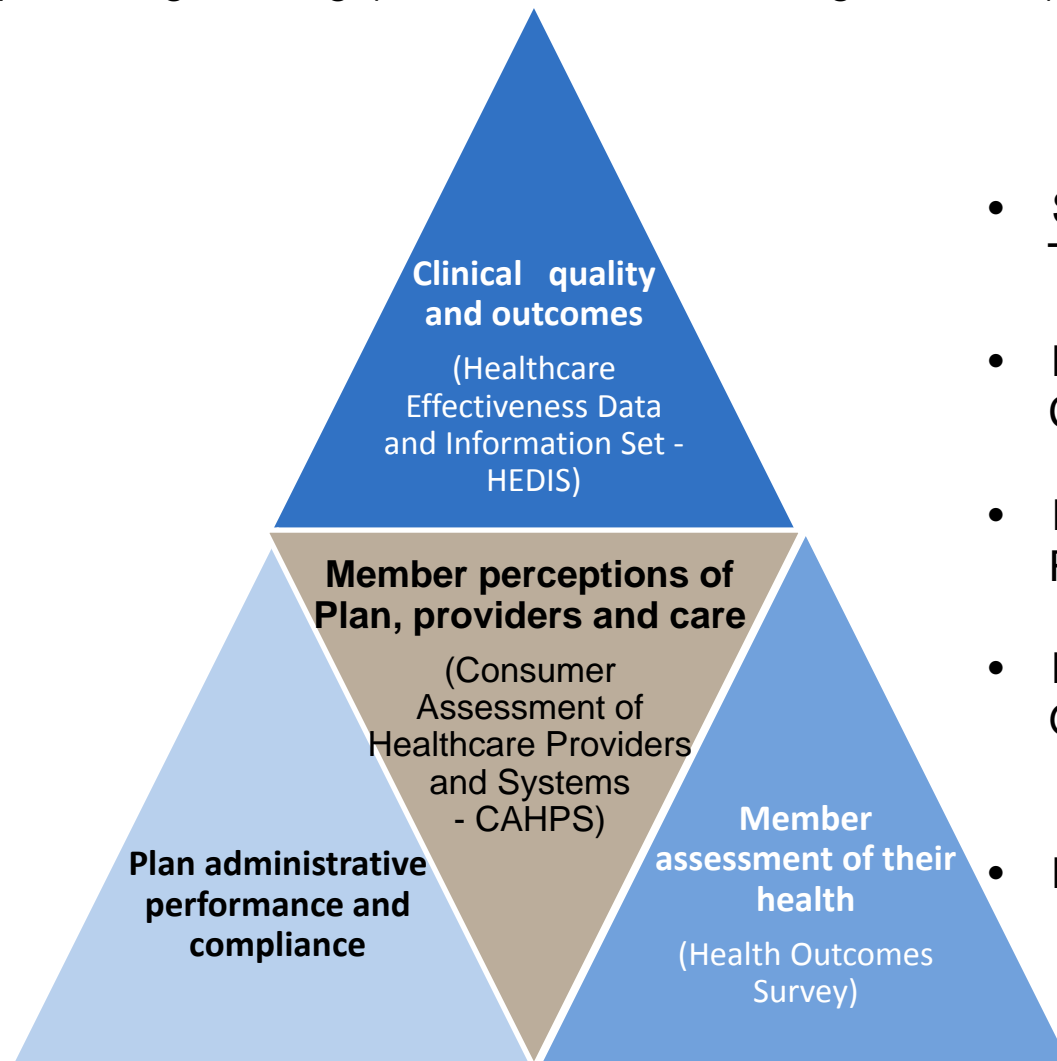 Clinical quality
and outcomes
(Healthcare
Effectiveness Data
and Information Set -
HEDIS)
Member perceptions of
Plan, providers and care
(Consumer
Assessment of
Healthcare Providers
and Systems
- CAHPS)
Plan administrative
performance and
compliance
Member
assessment of their
health
(Health Outcomes
Survey)